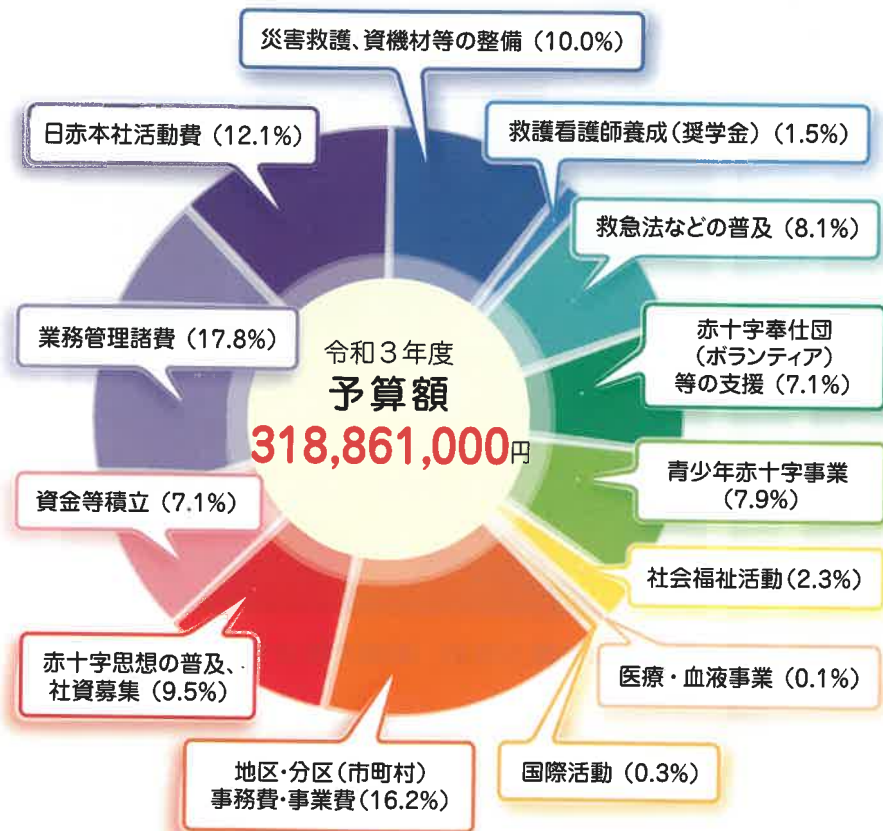 災害救護、資機材等の整備（10.0%）
救護看護師養成（奨学金）（1.5%）
救急法などの普及（8.1%）
赤十字奉仕団
（ボランティア）
等の支援（7.1%）
青少年赤十字事業
（7.9%）
社会福祉活動（2.3%）
医療・血液事業（0.1%）
国際活動（0.3%）
地区・分区（市町村）
事務費・事業費（16.2%）
赤十字思想の普及、
社資募集（9.5%）
資金等積立（7.1%）
業務管理諸費（17.8%）
日赤本社活動費（12.1%）
令和３年度
予算額
318,861,000円